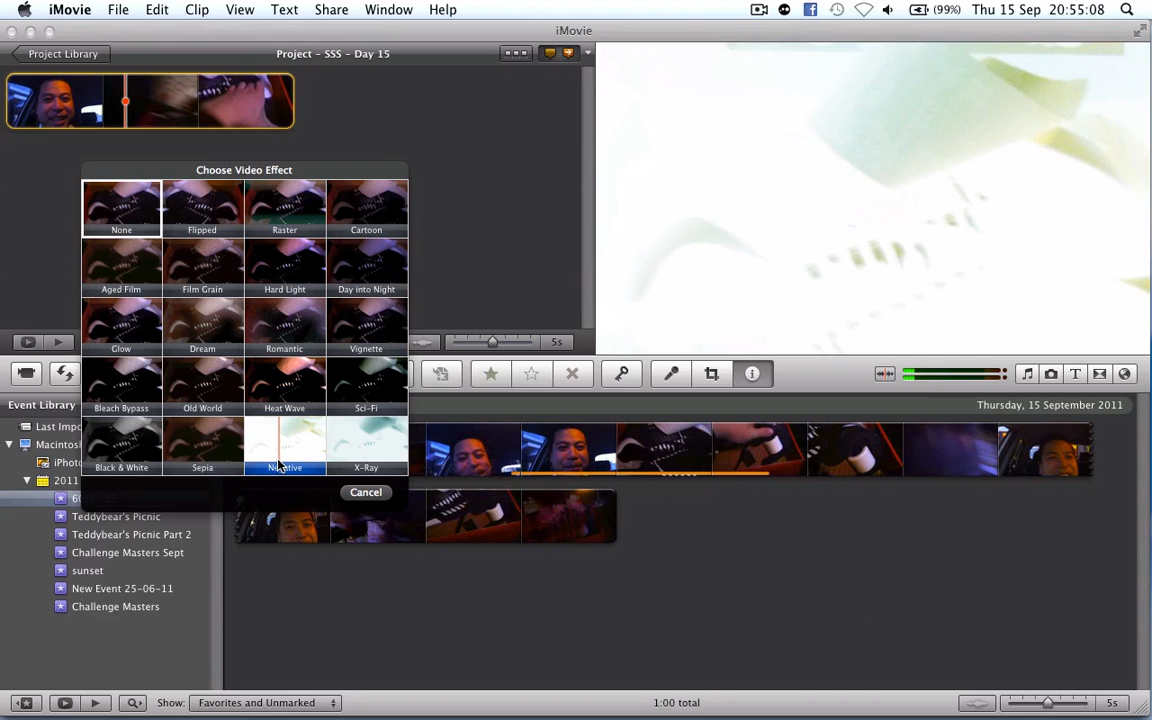 iMovie File Edit Clip View Text Share Window Help (99%) Thu 15 Sep 20:55:08
iMovie
Project Library Project - SSS - Day 15
Choose Video Effect
None Flipped Raster Cartoon
Aged Film Film Grain Hard Light Day into Night
Glow Dream Romantic Vignette
5s
Bleach Bypass Old World Heat Wave Sci-Fi
Black & White Sepia X-Ray
Cancel
Event Library Thursday, 15 September 2011
Last
Macintos
iPhoto
2011
Teddybear's Picnic
Teddybear's Picnic Part 2
Challenge Masters Sept
sunset
New Event 25-06-11
Challenge Masters
Show: Favorites and Unmarked 1:00 total 5s